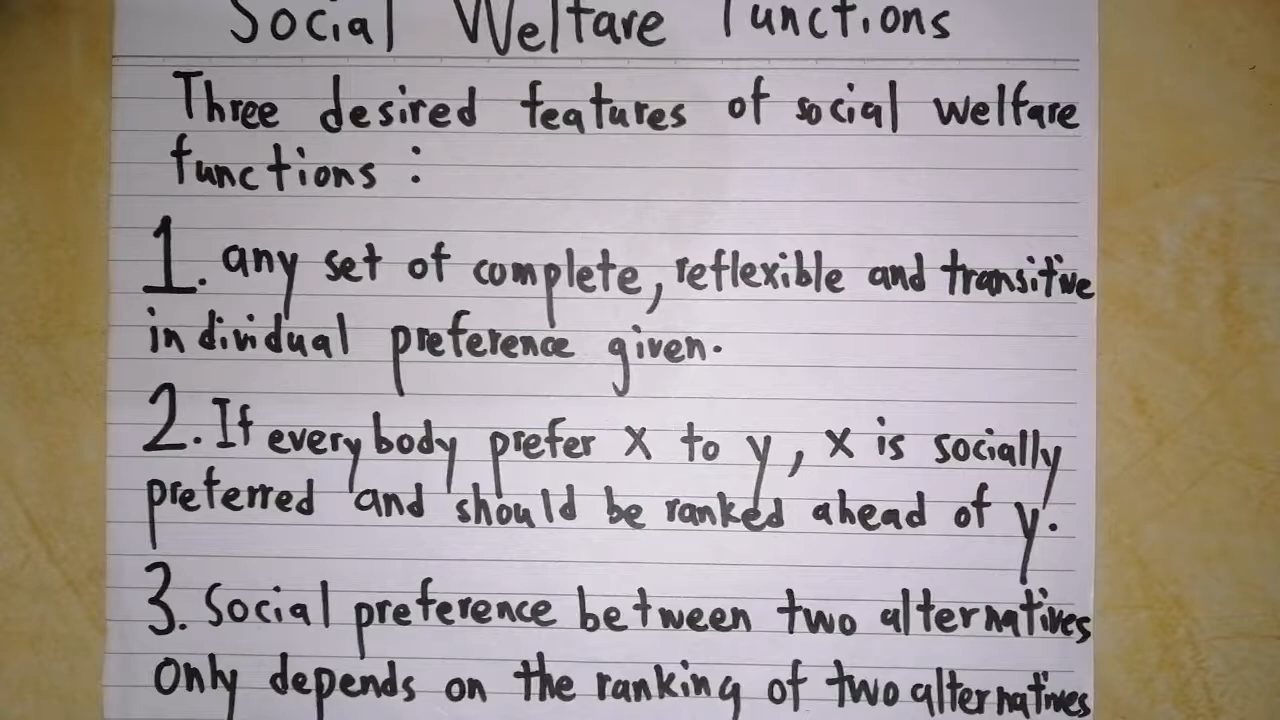 Social Welfare Functions
Three desired features of social welfare
functions :
1. any set of complete, reflexible and transitive
individual preference given.
2. If everybody prefer x to y, x is socially
preferred and should be ranked ahead of y.
3. Social preference between two alternatives
only depends on the ranking of two alternatives